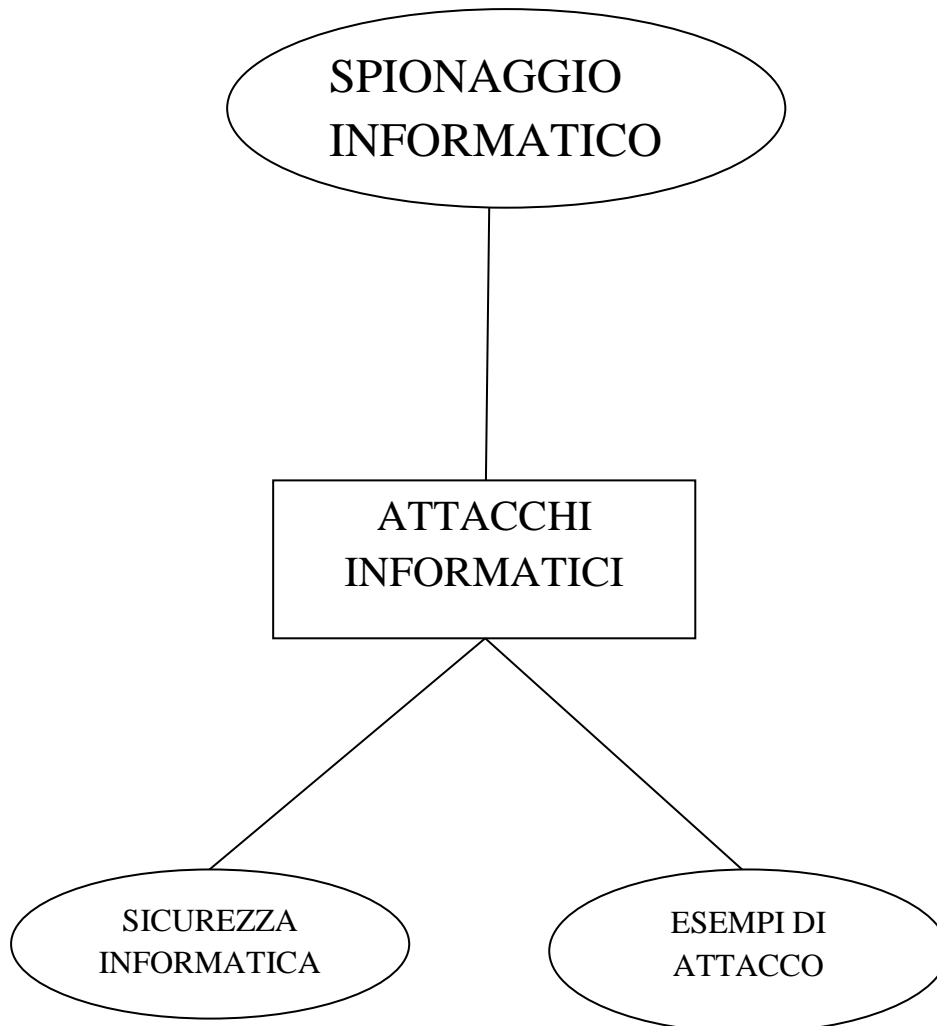 SPIONAGGIO
INFORMATICO
ATTACCHI
INFORMATICI
SICUREZZA
INFORMATICA
ESEMPI DI
ATTACCO